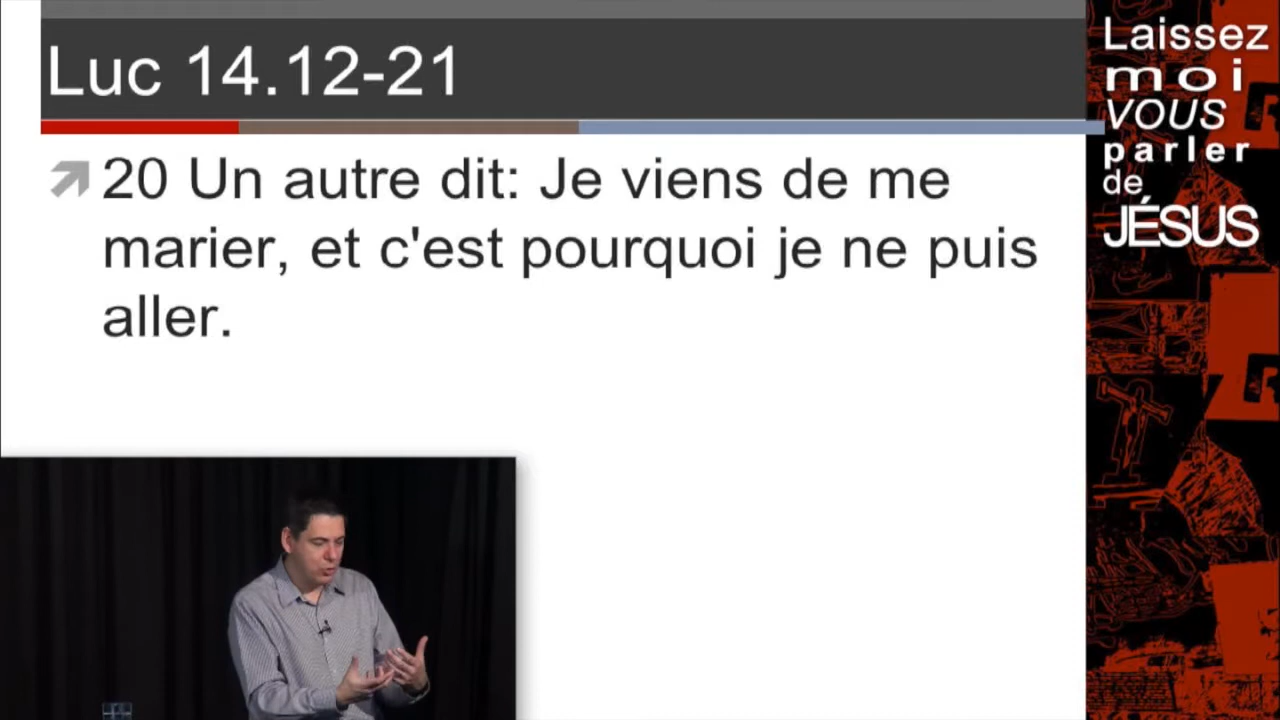 Luc 14.12-21
20 Un autre dit: Je viens de me
marier, et c'est pourquoi je ne puis
aller.
Laissez
moi
VOUS
parler
de
JÉSUS